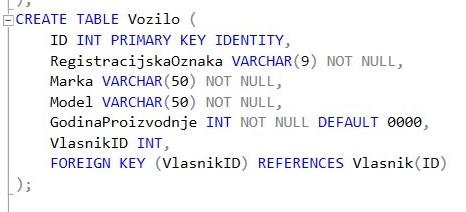 );
CREATE TABLE Vozilo (
ID INT PRIMARY KEY IDENTITY,
RegistracijskaOznaka VARCHAR(9) NOT NULL,
Marka VARCHAR(50) NOT NULL,
Model VARCHAR(50) NOT NULL,
GodinaProizvodnje INT NOT NULL DEFAULT 0000,
VlasnikID INT,
FOREIGN KEY (VlasnikID) REFERENCES Vlasnik(ID)
);